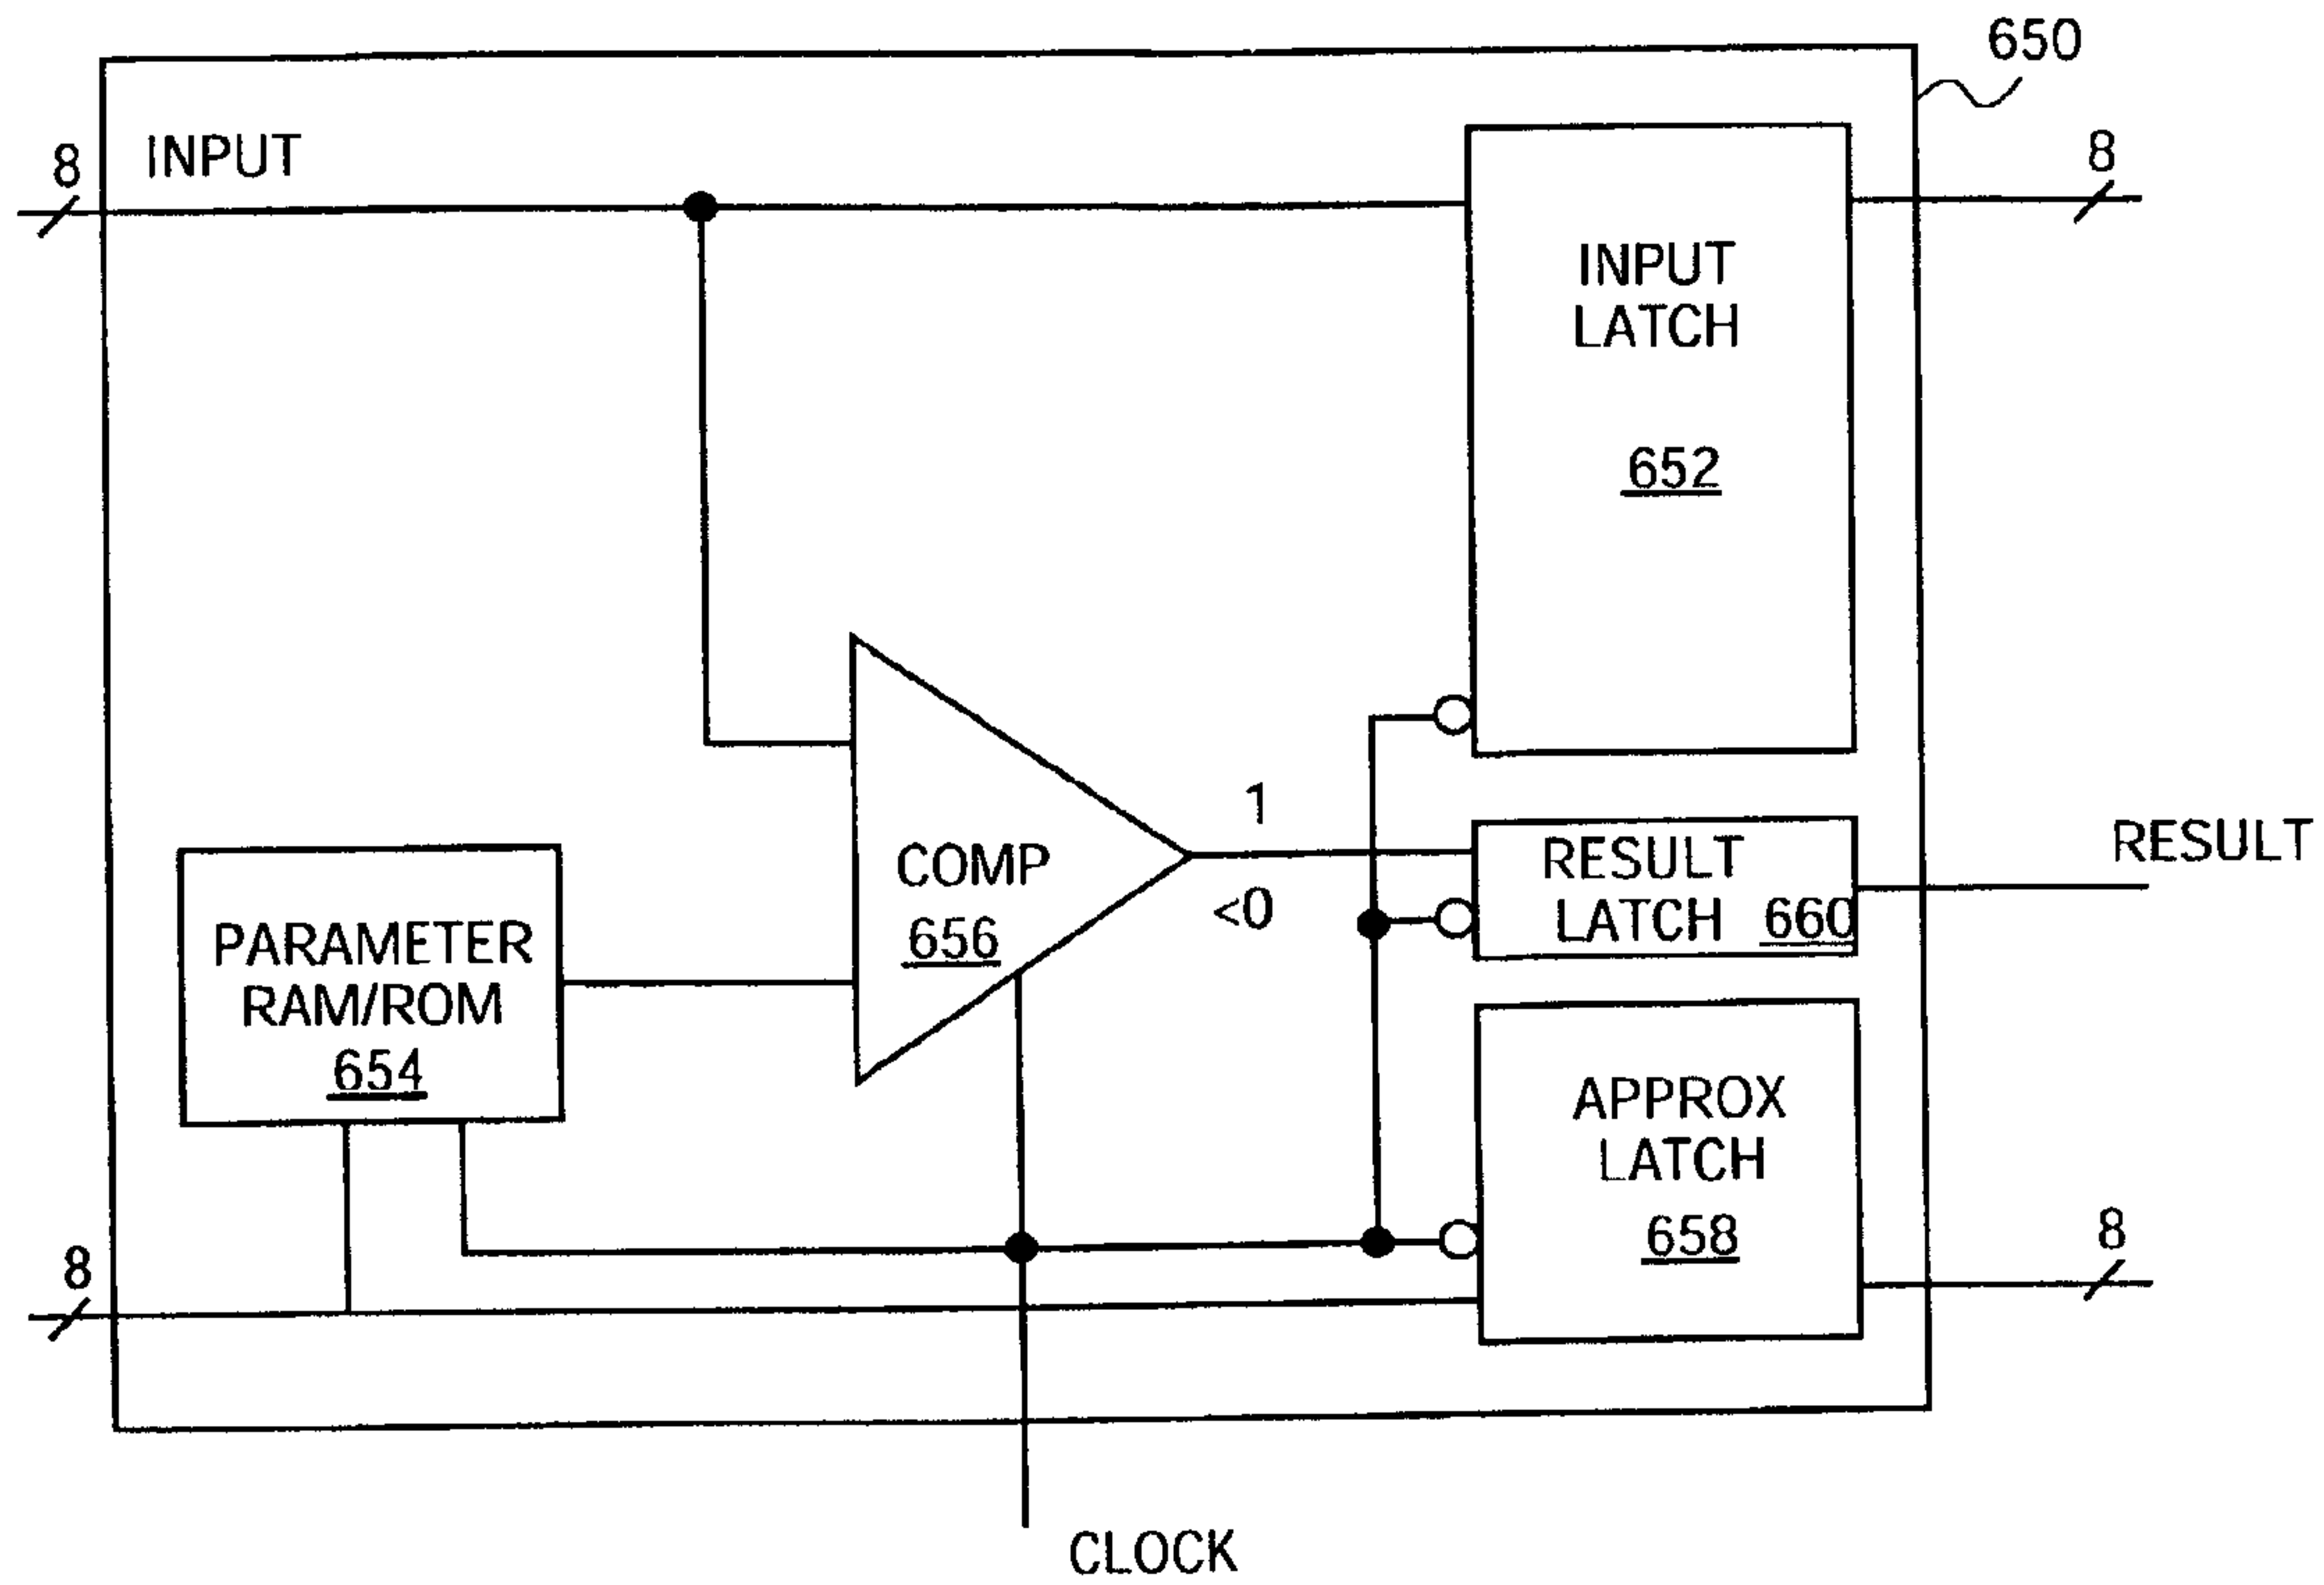 650
8
INPUT
8
INPUT
LATCH
652
1
COMP
656
<0
RESULT
LATCH 660
RESULT
PARAMETER
RAM/ROM
654
APPROX
LATCH
658
8
8
CLOCK